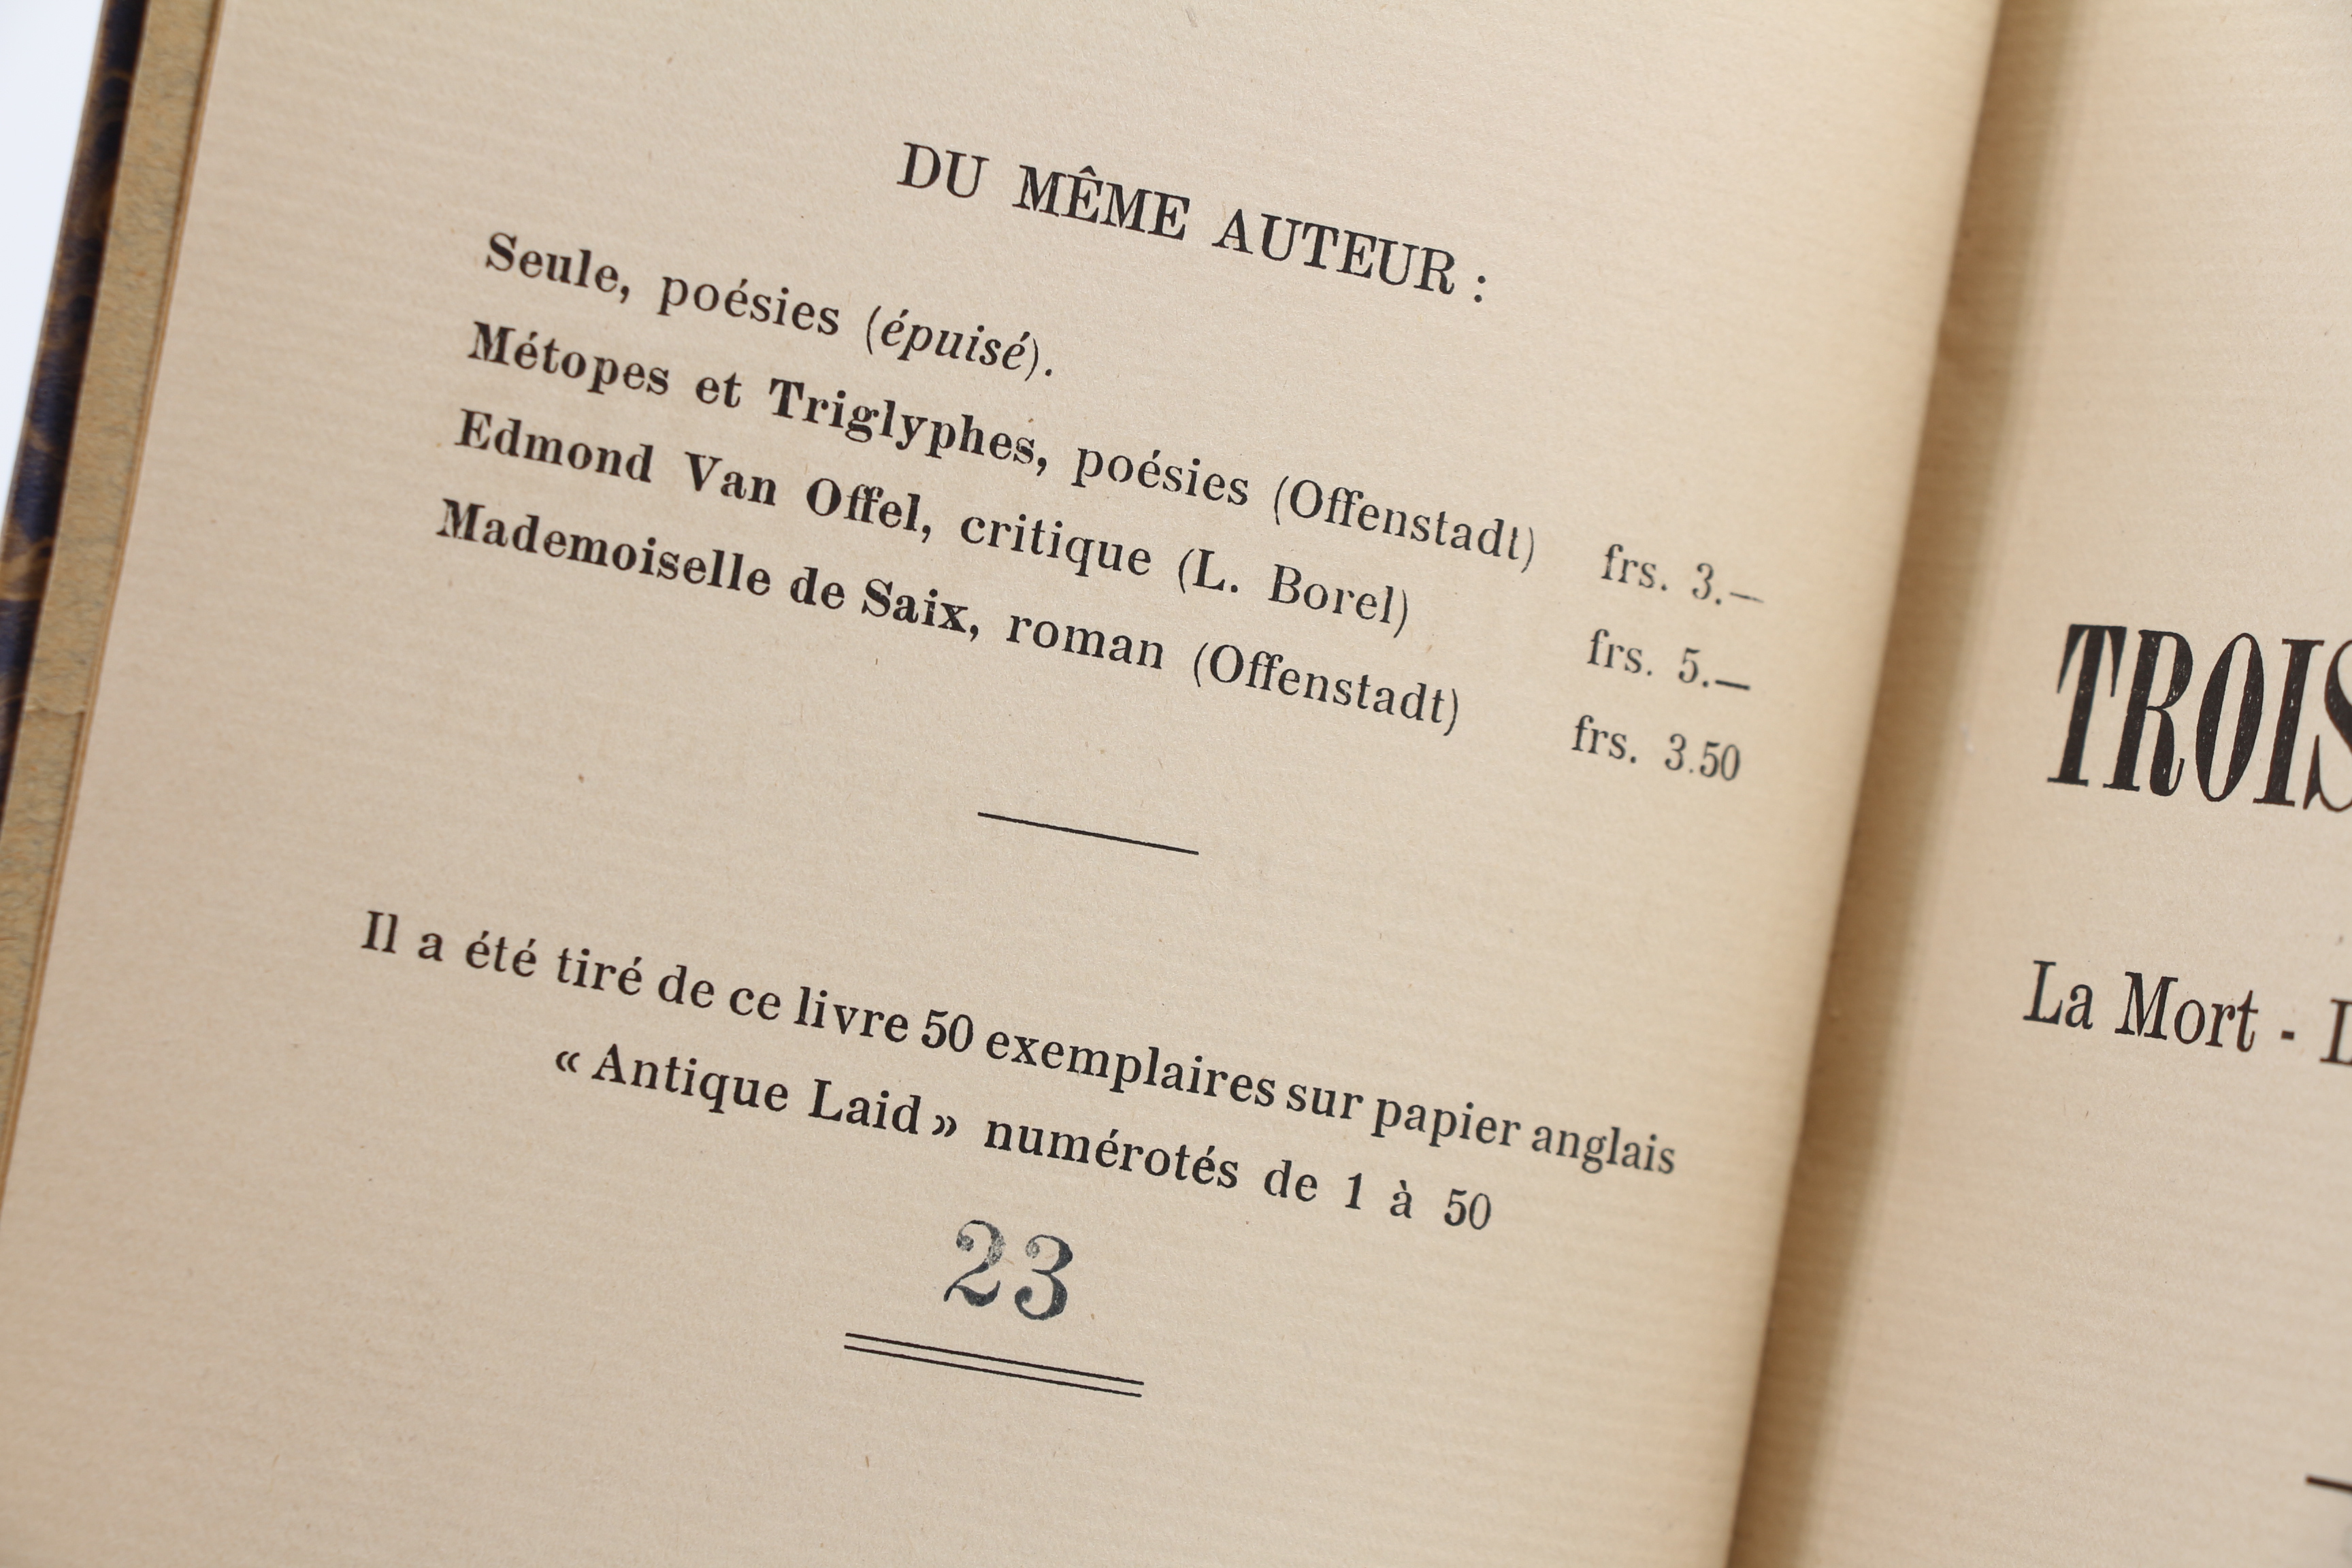 DU MÊME AUTEUR :
Seule, poésies (épuisé).
Métopes et Triglyphes, poésies (Offenstadt) frs. 3.—
Edmond Van Offel, critique (L. Borel) frs. 5.—
Mademoiselle de Saix, roman (Offenstadt) frs. 3.50
Il a été tiré de ce livre 50 exemplaires sur papier anglais
« Antique Laid » numérotés de 1 à 50
23
TROIS
La Mort -